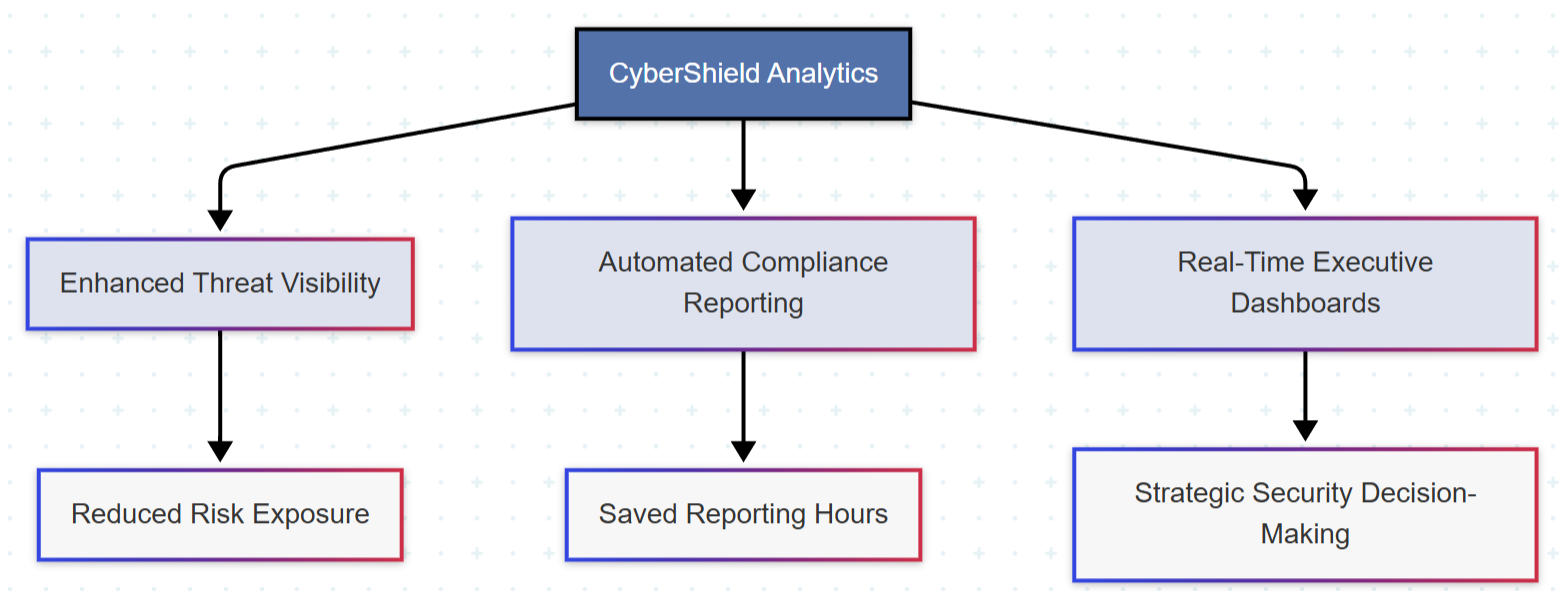 CyberShield Analytics
Enhanced Threat Visibility
Automated Compliance
Reporting
Real-Time Executive
Dashboards
Reduced Risk Exposure
Saved Reporting Hours
Strategic Security Decision-
Making